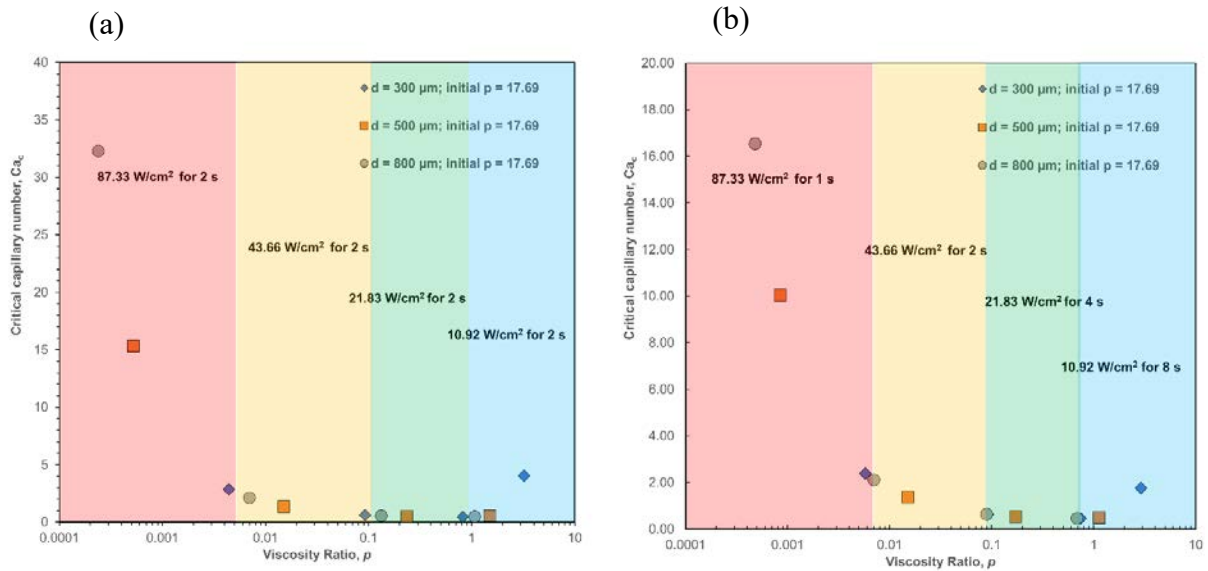 (a)
40
35
30
25
20
15
10
5
0
Critical capillary number, Ca_c
d = 300 µm; initial p = 17.69
d = 500 µm; initial p = 17.69
d = 800 µm; initial p = 17.69
87.33 W/cm² for 2 s
43.66 W/cm² for 2 s
21.83 W/cm² for 2 s
10.92 W/cm² for 2 s
0.0001 0.001 0.01 0.1 1 10
Viscosity Ratio, p
(b)
20.00
18.00
16.00
14.00
12.00
10.00
8.00
6.00
4.00
2.00
0.00
Critical capillary number, Ca_c
d = 300 µm; initial p = 17.69
d = 500 µm; initial p = 17.69
d = 800 µm; initial p = 17.69
87.33 W/cm² for 1 s
43.66 W/cm² for 2 s
21.83 W/cm² for 4 s
10.92 W/cm² for 8 s
0.0001 0.001 0.01 0.1 1 10
Viscosity Ratio, p